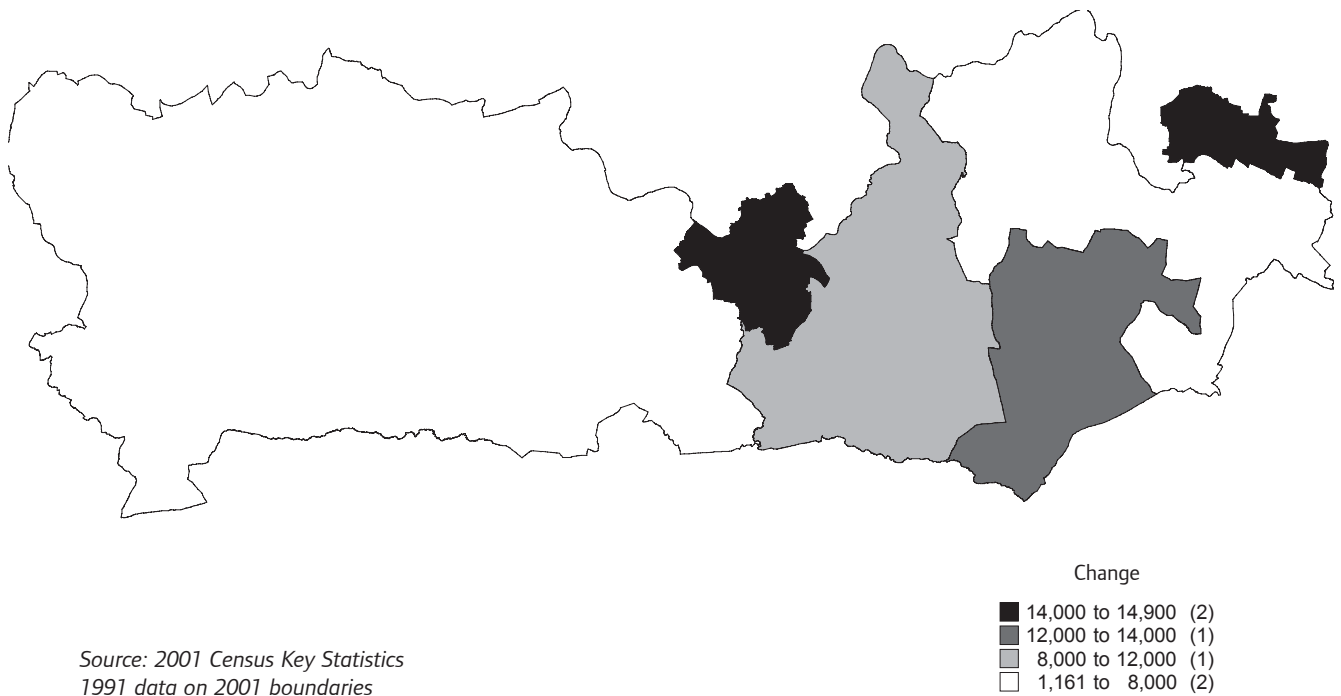 Change
14,000 to 14,900 (2)
12,000 to 14,000 (1)
8,000 to 12,000 (1)
1,161 to 8,000 (2)
Source: 2001 Census Key Statistics
1991 data on 2001 boundaries